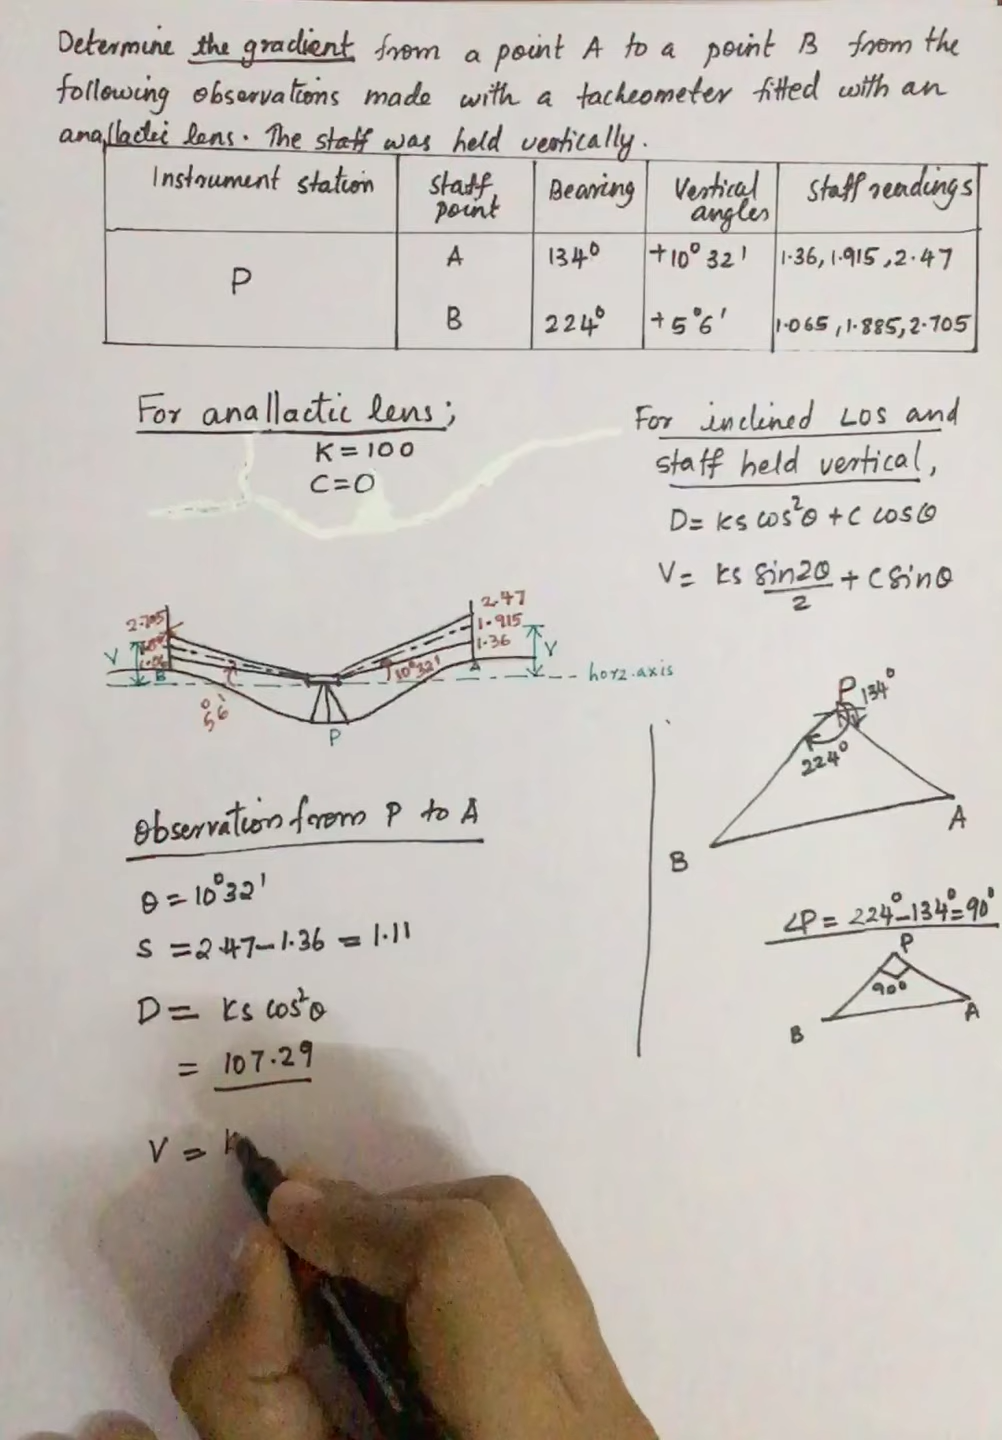 Determine the gradient from a point A to a point B from the
following observations made with a tacheometer fitted with an
anallactic lens. The staff was held vertically.
Instrument station Staff point Bearing Vertical angles Staff readings
P A 134° +10° 32' 1.36, 1.915, 2.47
B 224° +5°6' 1.065, 1.885, 2.705
For anallactic lens;
K = 100
C = 0
For inclined LOS and
staff held vertical,
D = Ks cos²θ + C cosθ
V = Ks sin2θ/2 + C sinθ
2.705
V
B
5°6'
P
2.47
1.915
1.36
10°32'
A
V
horz. axis
P 134°
224°
B A
∠P = 224° - 134° = 90°
P
90°
B A
Observation from P to A
θ = 10°32'
S = 2.47 - 1.36 = 1.11
D = Ks cos²θ
= 107.29
V =